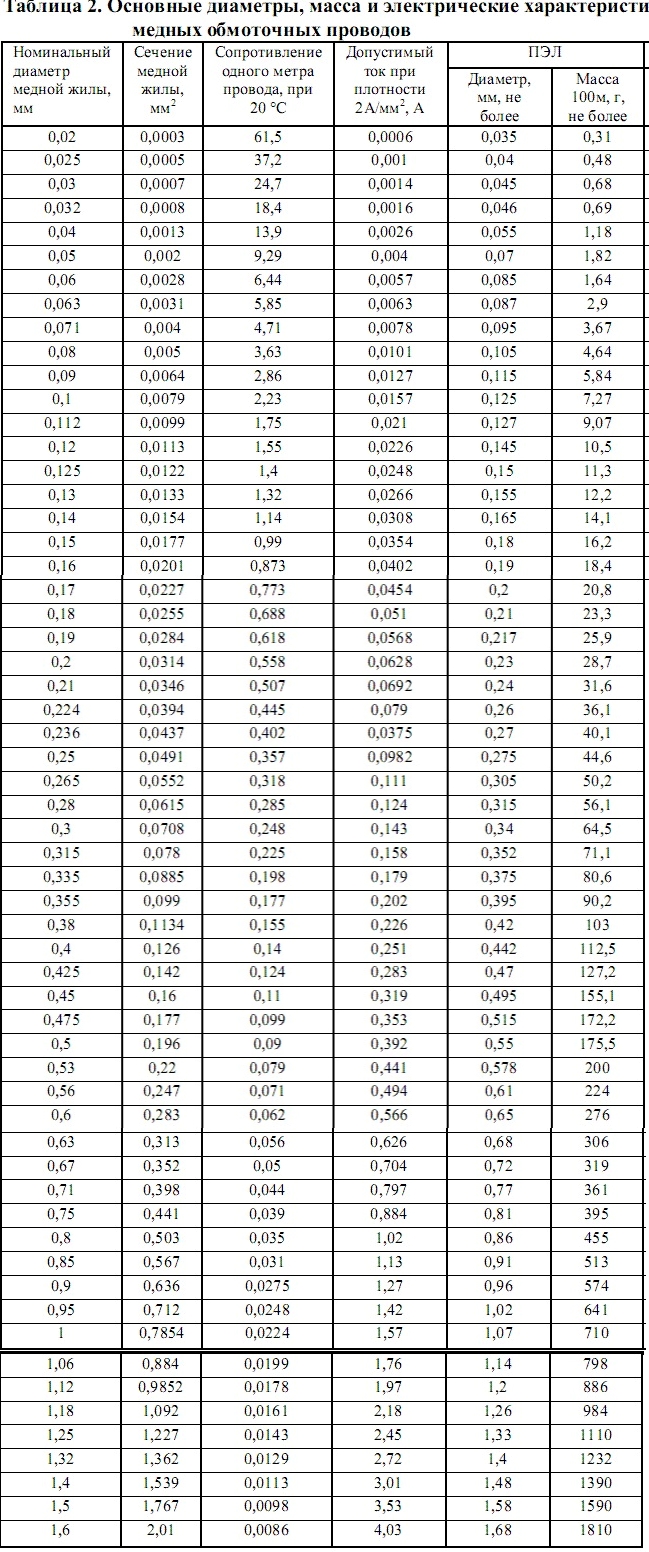 Таблица 2. Основные диаметры, масса и электрические характеристи
медных обмоточных проводов
Номинальный диаметр медной жилы, мм Сечение медной жилы, мм² Сопротивление одного метра провода, при 20 °C Допустимый ток при плотности 2А/мм², А ПЭЛ
Диаметр, мм, не более Масса 100м, г, не более
0,02 0,0003 61,5 0,0006 0,035 0,31
0,025 0,0005 37,2 0,001 0,04 0,48
0,03 0,0007 24,7 0,0014 0,045 0,68
0,032 0,0008 18,4 0,0016 0,046 0,69
0,04 0,0013 13,9 0,0026 0,055 1,18
0,05 0,002 9,29 0,004 0,07 1,82
0,06 0,0028 6,44 0,0057 0,085 1,64
0,063 0,0031 5,85 0,0063 0,087 2,9
0,071 0,004 4,71 0,0078 0,095 3,67
0,08 0,005 3,63 0,0101 0,105 4,64
0,09 0,0064 2,86 0,0127 0,115 5,84
0,1 0,0079 2,23 0,0157 0,125 7,27
0,112 0,0099 1,75 0,021 0,127 9,07
0,12 0,0113 1,55 0,0226 0,145 10,5
0,125 0,0122 1,4 0,0248 0,15 11,3
0,13 0,0133 1,32 0,0266 0,155 12,2
0,14 0,0154 1,14 0,0308 0,165 14,1
0,15 0,0177 0,99 0,0354 0,18 16,2
0,16 0,0201 0,873 0,0402 0,19 18,4
0,17 0,0227 0,773 0,0454 0,2 20,8
0,18 0,0255 0,688 0,051 0,21 23,3
0,19 0,0284 0,618 0,0568 0,217 25,9
0,2 0,0314 0,558 0,0628 0,23 28,7
0,21 0,0346 0,507 0,0692 0,24 31,6
0,224 0,0394 0,445 0,079 0,26 36,1
0,236 0,0437 0,402 0,0375 0,27 40,1
0,25 0,0491 0,357 0,0982 0,275 44,6
0,265 0,0552 0,318 0,111 0,305 50,2
0,28 0,0615 0,285 0,124 0,315 56,1
0,3 0,0708 0,248 0,143 0,34 64,5
0,315 0,078 0,225 0,158 0,352 71,1
0,335 0,0885 0,198 0,179 0,375 80,6
0,355 0,099 0,177 0,202 0,395 90,2
0,38 0,1134 0,155 0,226 0,42 103
0,4 0,126 0,14 0,251 0,442 112,5
0,425 0,142 0,124 0,283 0,47 127,2
0,45 0,16 0,11 0,319 0,495 155,1
0,475 0,177 0,099 0,353 0,515 172,2
0,5 0,196 0,09 0,392 0,55 175,5
0,53 0,22 0,079 0,441 0,578 200
0,56 0,247 0,071 0,494 0,61 224
0,6 0,283 0,062 0,566 0,65 276
0,63 0,313 0,056 0,626 0,68 306
0,67 0,352 0,05 0,704 0,72 319
0,71 0,398 0,044 0,797 0,77 361
0,75 0,441 0,039 0,884 0,81 395
0,8 0,503 0,035 1,02 0,86 455
0,85 0,567 0,031 1,13 0,91 513
0,9 0,636 0,0275 1,27 0,96 574
0,95 0,712 0,0248 1,42 1,02 641
1 0,7854 0,0224 1,57 1,07 710
1,06 0,884 0,0199 1,76 1,14 798
1,12 0,9852 0,0178 1,97 1,2 886
1,18 1,092 0,0161 2,18 1,26 984
1,25 1,227 0,0143 2,45 1,33 1110
1,32 1,362 0,0129 2,72 1,4 1232
1,4 1,539 0,0113 3,01 1,48 1390
1,5 1,767 0,0098 3,53 1,58 1590
1,6 2,01 0,0086 4,03 1,68 1810